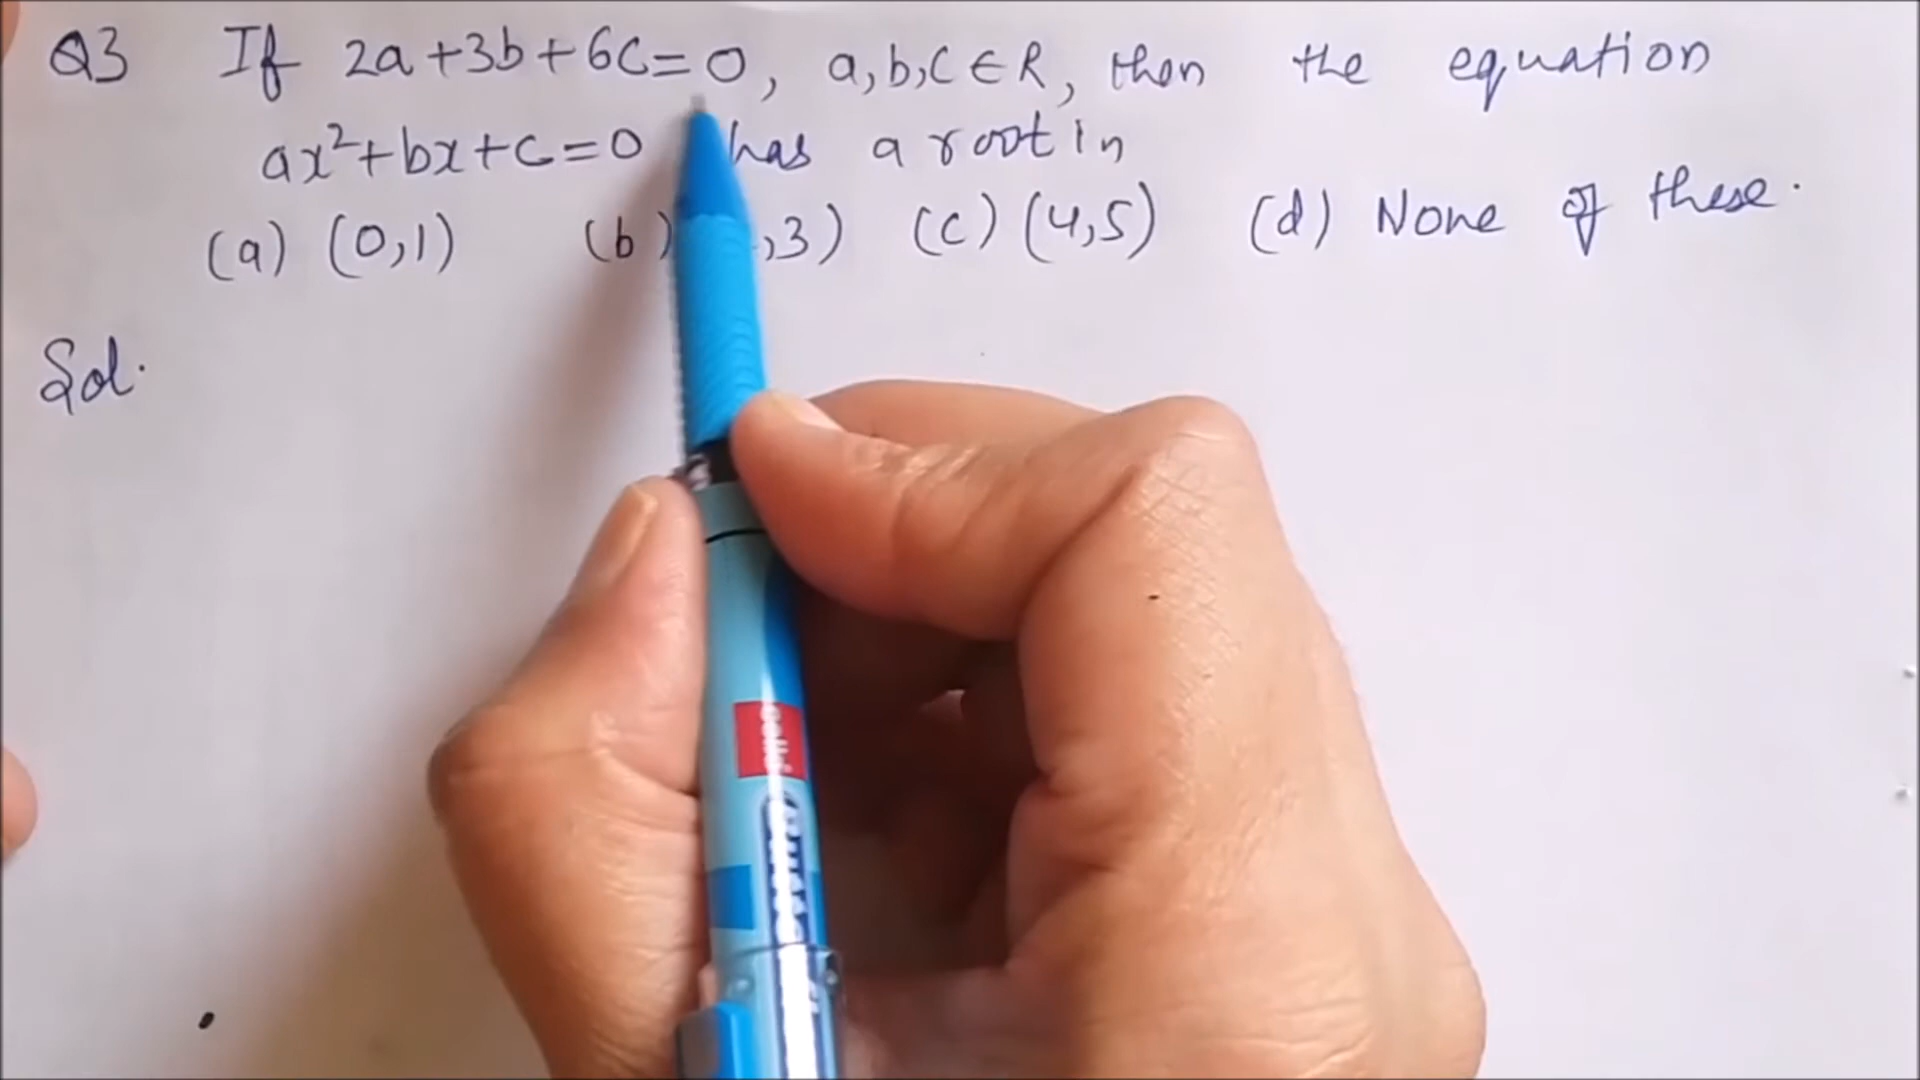 Q3 If 2a+3b+6c=0, a,b,c∈R, then the equation
ax²+bx+c=0 has a root in
(a) (0,1) (b) ,3) (c) (4,5) (d) None of these.
Sol.
cello